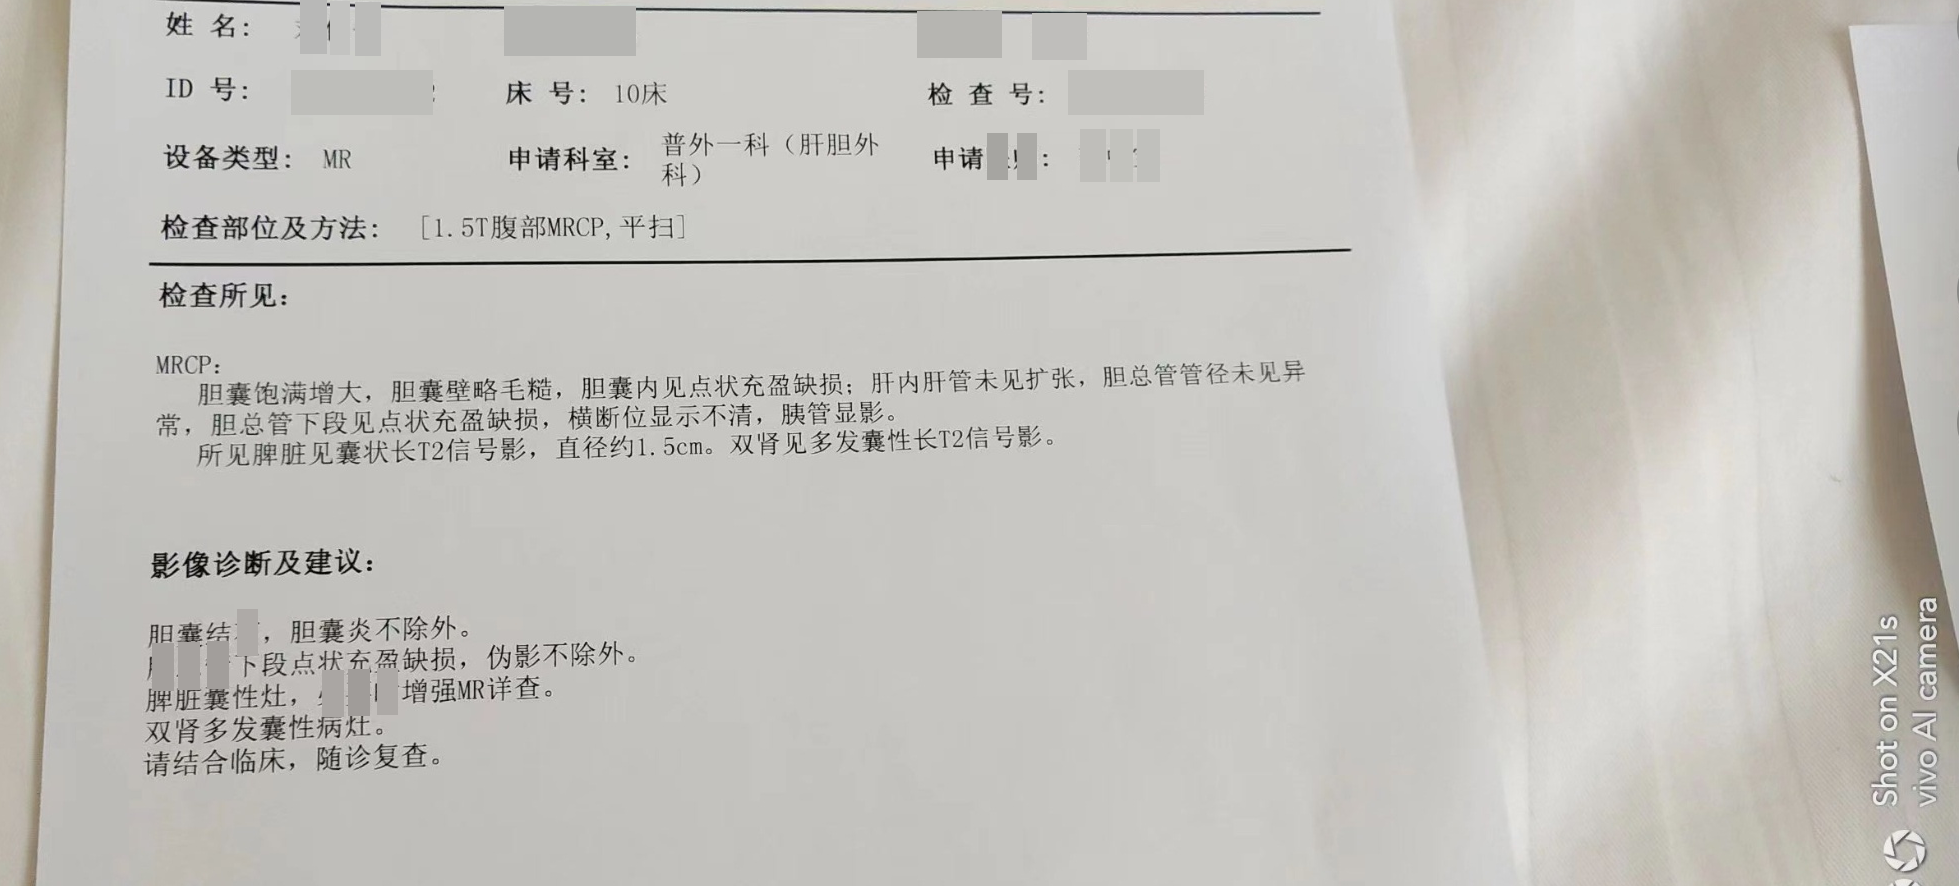 姓 名:
ID 号: 床 号: 10床 检 查 号:
设备类型: MR 申请科室: 普外一科（肝胆外
科） 申请 :
检查部位及方法: [1.5T腹部MRCP,平扫]
检查所见:
MRCP:
胆囊饱满增大，胆囊壁略毛糙，胆囊内见点状充盈缺损；肝内肝管未见扩张，胆总管管径未见异
常，胆总管下段见点状充盈缺损，横断位显示不清，胰管显影。
所见脾脏见囊状长T2信号影，直径约1.5cm。双肾见多发囊性长T2信号影。
影像诊断及建议:
胆囊结 ，胆囊炎不除外。
下段点状充盈缺损，伪影不除外。
脾脏囊性灶， 增强MR详查。
双肾多发囊性病灶。
请结合临床，随诊复查。
Shot on X21s
vivo AI camera